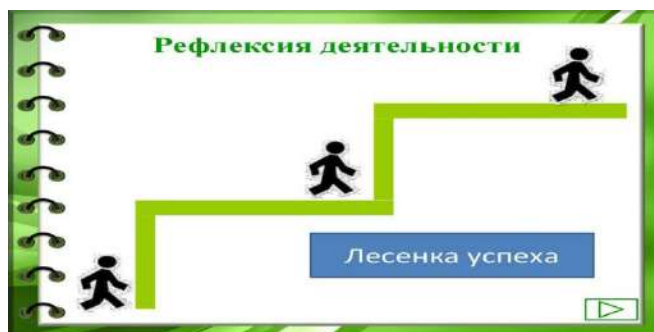 Рефлексия деятельности
Лесенка успеха